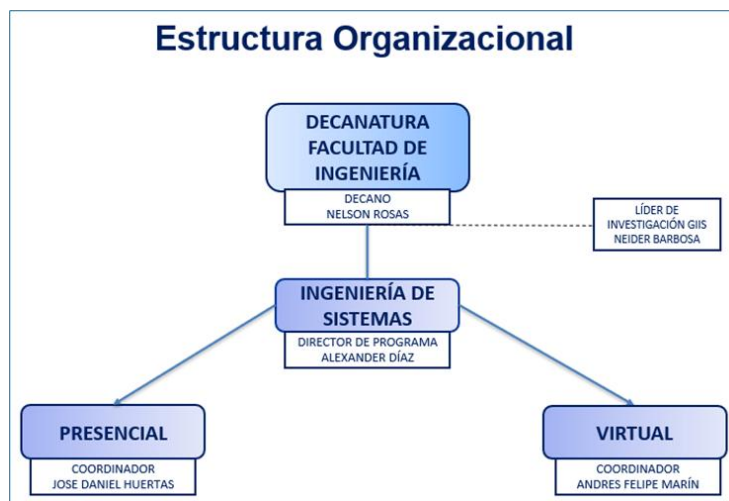 Estructura Organizacional
DECANATURA
FACULTAD DE
INGENIERÍA
DECANO
NELSON ROSAS
LÍDER DE
INVESTIGACIÓN GIIS
NEIDER BARBOSA
INGENIERÍA DE
SISTEMAS
DIRECTOR DE PROGRAMA
ALEXANDER DÍAZ
PRESENCIAL
COORDINADOR
JOSE DANIEL HUERTAS
VIRTUAL
COORDINADOR
ANDRES FELIPE MARÍN